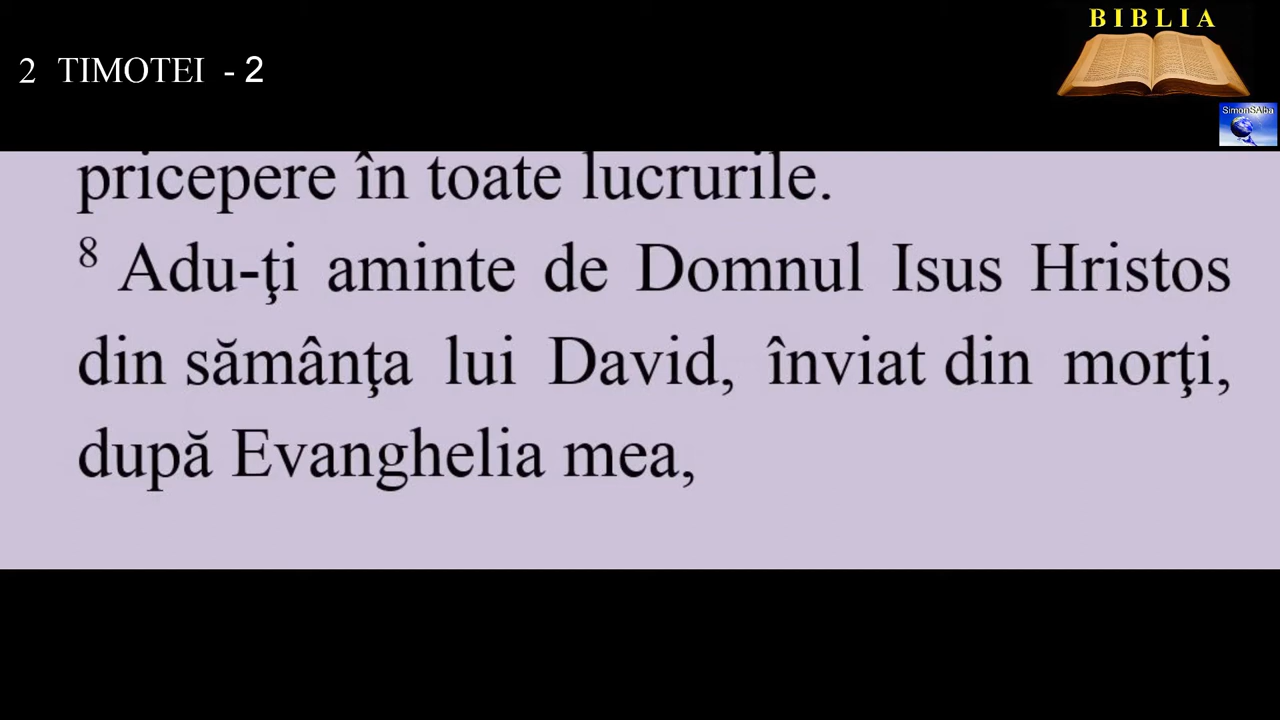 BIBLIA
2 TIMOTEI - 2
SimonSAlba
pricepere în toate lucrurile.
8 Adu-ţi aminte de Domnul Isus Hristos
din sămânţa lui David, înviat din morţi,
după Evanghelia mea,